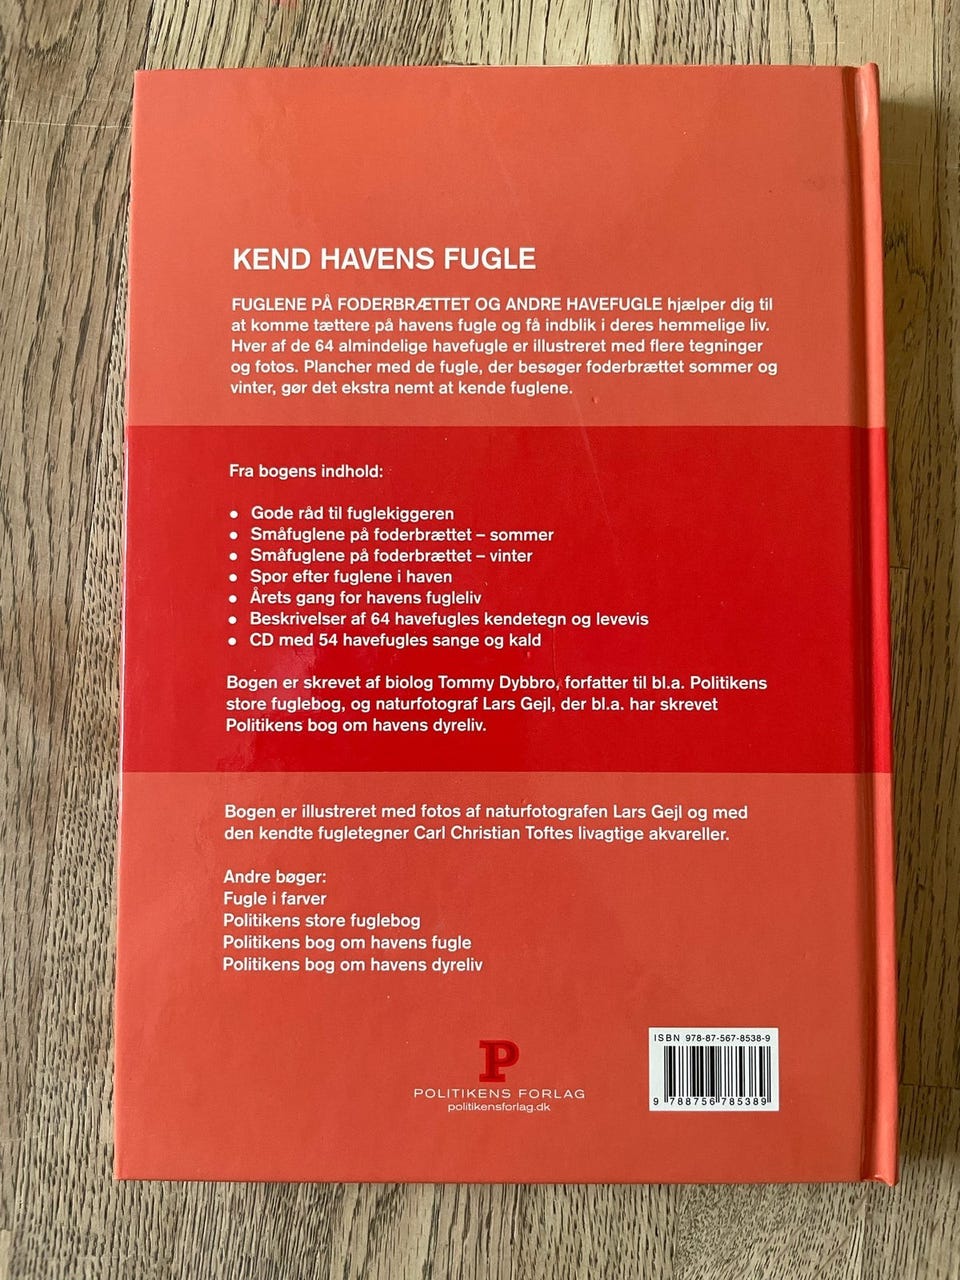 KEND HAVENS FUGLE
FUGLENE PÅ FODERBRÆTTET OG ANDRE HAVEFUGLE hjælper dig til
at komme tættere på havens fugle og få indblik i deres hemmelige liv.
Hver af de 64 almindelige havefugle er illustreret med flere tegninger
og fotos. Plancher med de fugle, der besøger foderbrættet sommer og
vinter, gør det ekstra nemt at kende fuglene.
Fra bogens indhold:
• Gode råd til fuglekiggeren
• Småfuglene på foderbrættet – sommer
• Småfuglene på foderbrættet – vinter
• Spor efter fuglene i haven
• Årets gang for havens fugleliv
• Beskrivelser af 64 havefugles kendetegn og levevis
• CD med 54 havefugles sange og kald
Bogen er skrevet af biolog Tommy Dybbro, forfatter til bl.a. Politikens
store fuglebog, og naturfotograf Lars Gejl, der bl.a. har skrevet
Politikens bog om havens dyreliv.
Bogen er illustreret med fotos af naturfotografen Lars Gejl og med
den kendte fugletegner Carl Christian Toftes livagtige akvareller.
Andre bøger:
Fugle i farver
Politikens store fuglebog
Politikens bog om havens fugle
Politikens bog om havens dyreliv
P
POLITIKENS FORLAG
politikensforlag.dk
ISBN 978-87-567-8538-9
9 788756 785389